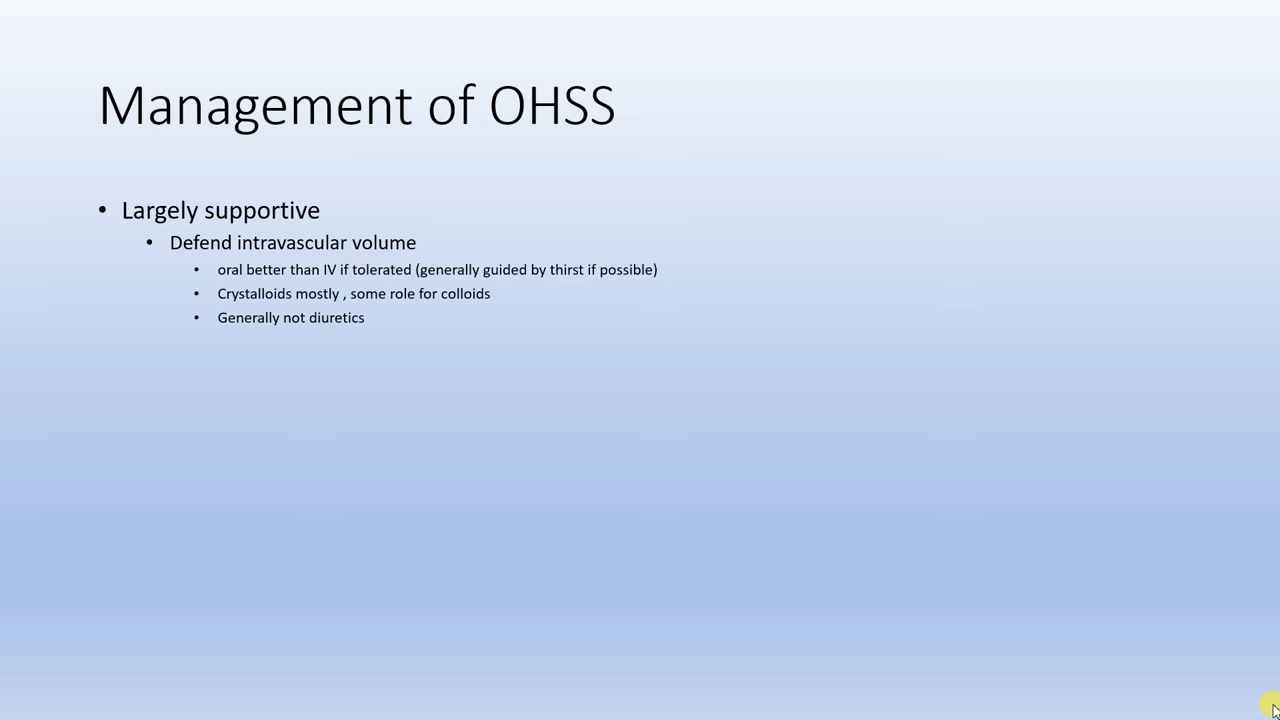 Management of OHSS
• Largely supportive
• Defend intravascular volume
• oral better than IV if tolerated (generally guided by thirst if possible)
• Crystalloids mostly , some role for colloids
• Generally not diuretics